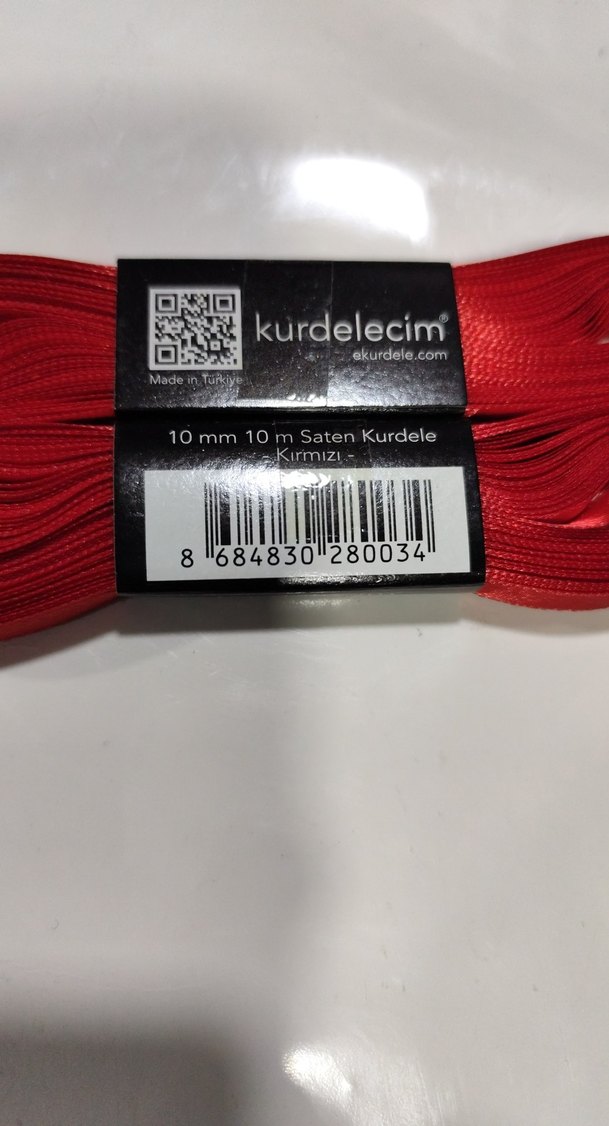 kurdelecim®
ekurdele.com
Made in Türkiye
10 mm 10 m Saten Kurdele
- Kırmızı -
8 684830 280034